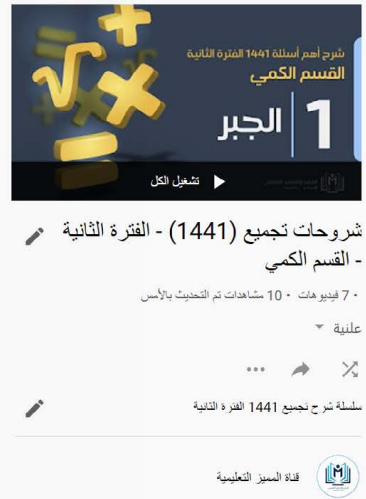 شرح أهم أسئلة 1441 الفترة الثانية
القسم الكمي
1 الجبر
تشغيل الكل
شروحات تجميع (1441) - الفترة الثانية
- القسم الكمي
7 فيديوهات • 10 مشاهدات تم التحديث بالأمس •
علنية
سلسلة شرح تجميع 1441 الفترة الثانية
قناة المميز التعليمية